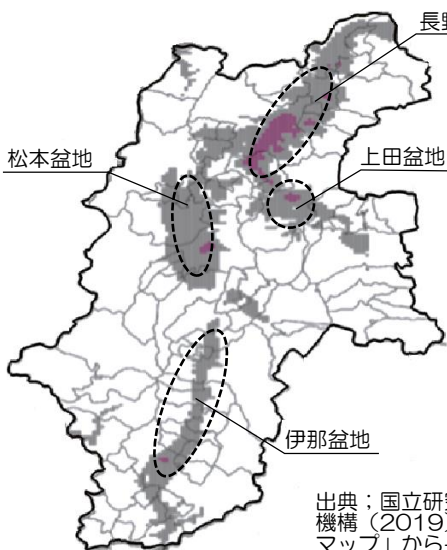 長野
松本盆地
上田盆地
伊那盆地
出典；国立研
機構（2019）
マップ」から